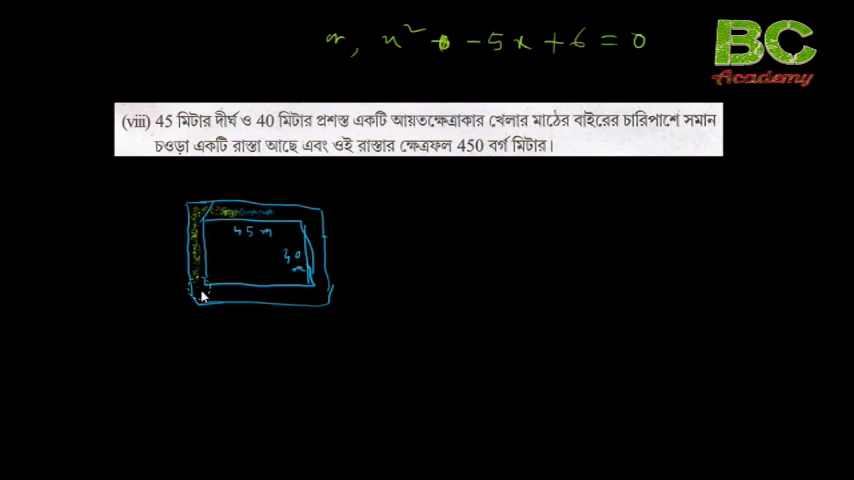 বা, x² - 5x + 6 = 0
BC
Academy
(viii) 45 মিটার দীর্ঘ ও 40 মিটার প্রশস্ত একটি আয়তক্ষেত্রাকার খেলার মাঠের বাইরের চারিপাশে সমান
চওড়া একটি রাস্তা আছে এবং ওই রাস্তার ক্ষেত্রফল 450 বর্গ মিটার।
45 m
40
m